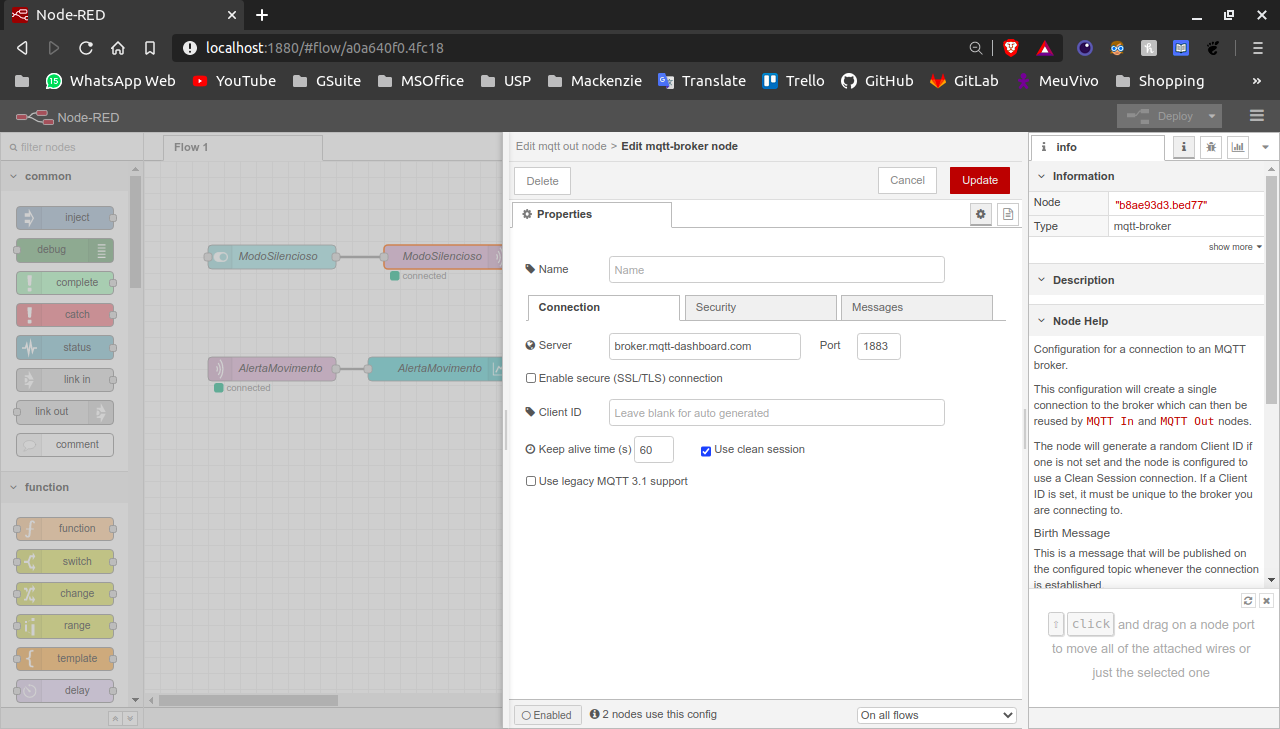 Node-RED
localhost:1880/#flow/a0a640f0.4fc18
15
WhatsApp Web
YouTube
GSuite
MSOffice
USP
Mackenzie
Translate
Trello
GitHub
GitLab
MeuVivo
Shopping
»
Node-RED
Deploy
filter nodes
common
inject
debug
complete
catch
status
link in
link out
comment
function
function
switch
change
range
template
delay
Flow 1
ModoSilencioso
ModoSilencioso
connected
AlertaMovimento
AlertaMovimento
connected
Edit mqtt out node > Edit mqtt-broker node
Delete
Cancel
Update
Properties
Name
Name
Connection
Security
Messages
Server
broker.mqtt-dashboard.com
Port
1883
Enable secure (SSL/TLS) connection
Client ID
Leave blank for auto generated
Keep alive time (s)
60
Use clean session
Use legacy MQTT 3.1 support
Enabled
2 nodes use this config
On all flows
info
Information
Node
"b8ae93d3.bed77"
Type
mqtt-broker
show more
Description
Node Help
Configuration for a connection to an MQTT
broker.
This configuration will create a single
connection to the broker which can then be
reused by MQTT In and MQTT Out nodes.
The node will generate a random Client ID if
one is not set and the node is configured to
use a Clean Session connection. If a Client
ID is set, it must be unique to the broker you
are connecting to.
Birth Message
This is a message that will be published on
the configured topic whenever the connection
is established.
⇧ click and drag on a node port
to move all of the attached wires or
just the selected one